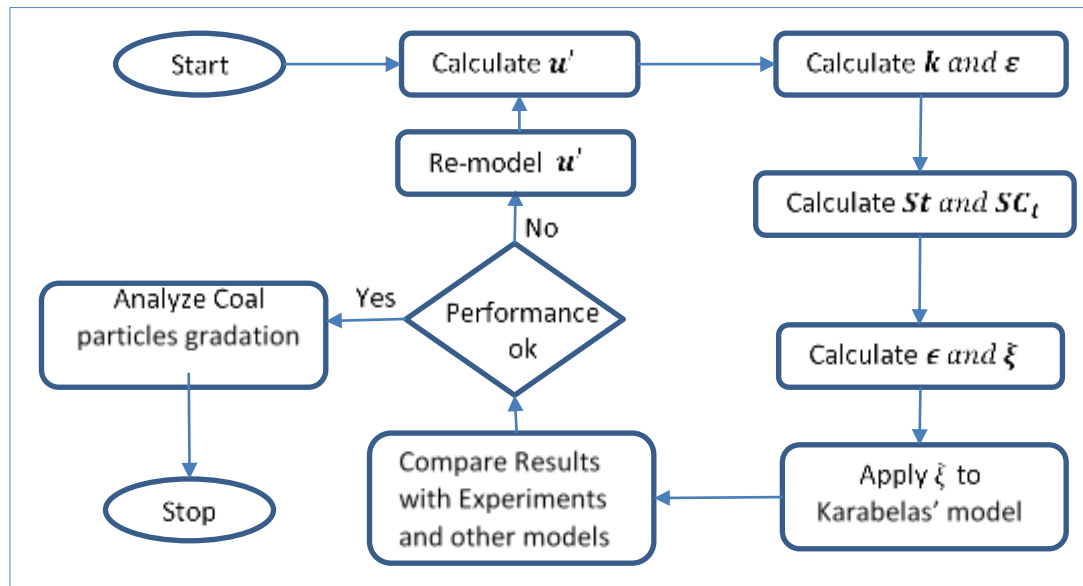 Start
Calculate u'
Calculate k and ε
Re-model u'
Calculate St and SC_t
No
Yes
Analyze Coal
particles gradation
Performance
ok
Calculate ϵ and ξ
Compare Results
with Experiments
and other models
Apply ξ to
Karabelas’ model
Stop